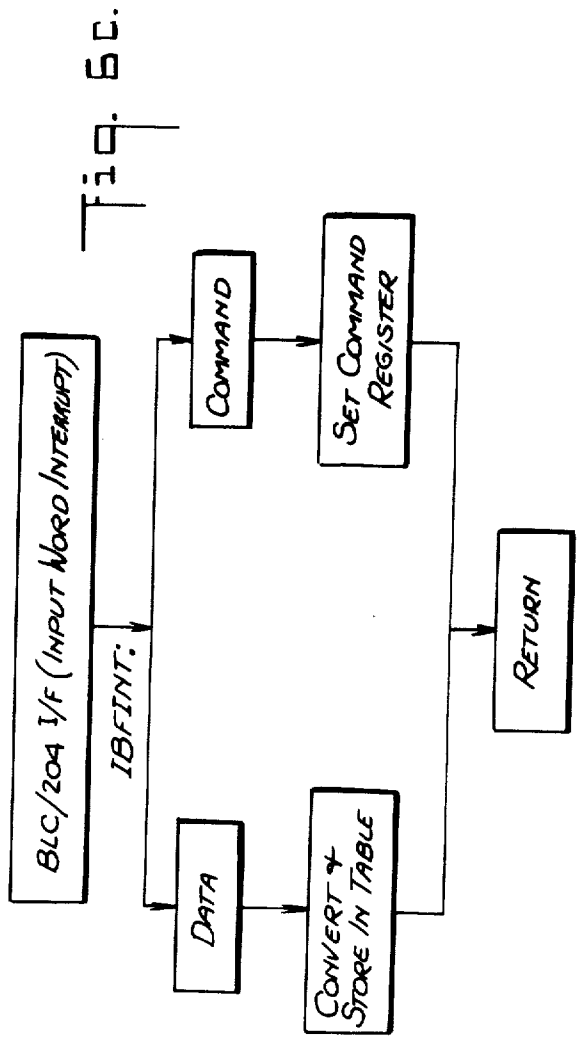 BLC/204 I/F (INPUT WORD INTERRUPT)
IBFINT:
DATA
COMMAND
CONVERT &
STORE IN TABLE
SET COMMAND
REGISTER
RETURN
Fig. 6c.